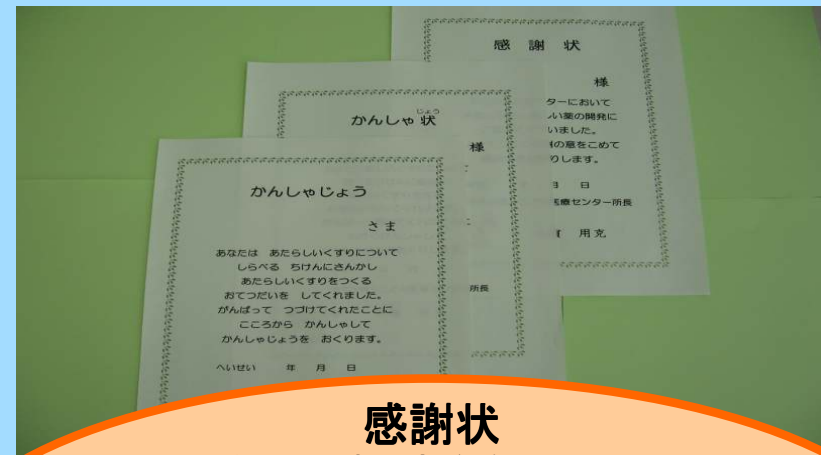 感 謝 状
様
ターにおいて
い薬の開発に
いました。
の意をこめて
りします。
月 日
医療センター所長
用 克
かんしゃ状
じょう
様
所長
かんしゃじょう
さま
あなたは あたらしいくすりについて
しらべる ちけんにさんかし
あたらしいくすりをつくる
おてつだいを してくれました。
がんばって つづけてくれたことに
こころから かんしゃして
かんしゃじょうを おくります。
へいせい 年 月 日
感謝状